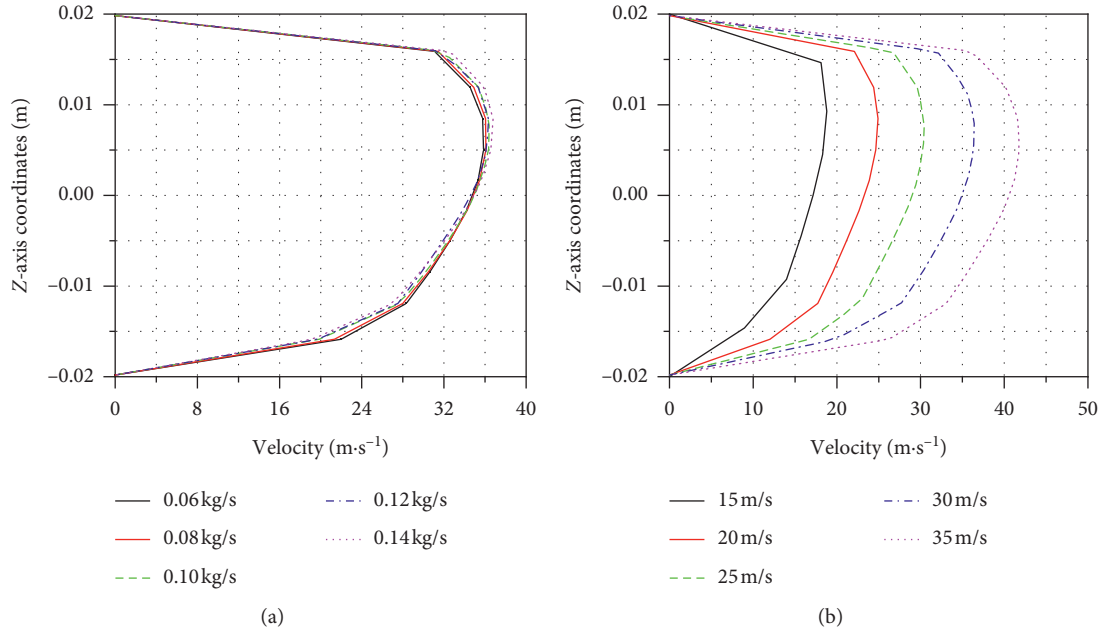 0.02
0.01
0.00
−0.01
−0.02
Z-axis coordinates (m)
0 8 16 24 32 40
Velocity (m·s⁻¹)
0.06 kg/s 0.12 kg/s
0.08 kg/s 0.14 kg/s
0.10 kg/s
(a)
0.02
0.01
0.00
−0.01
−0.02
Z-axis coordinates (m)
0 10 20 30 40 50
Velocity (m·s⁻¹)
15 m/s 30 m/s
20 m/s 35 m/s
25 m/s
(b)